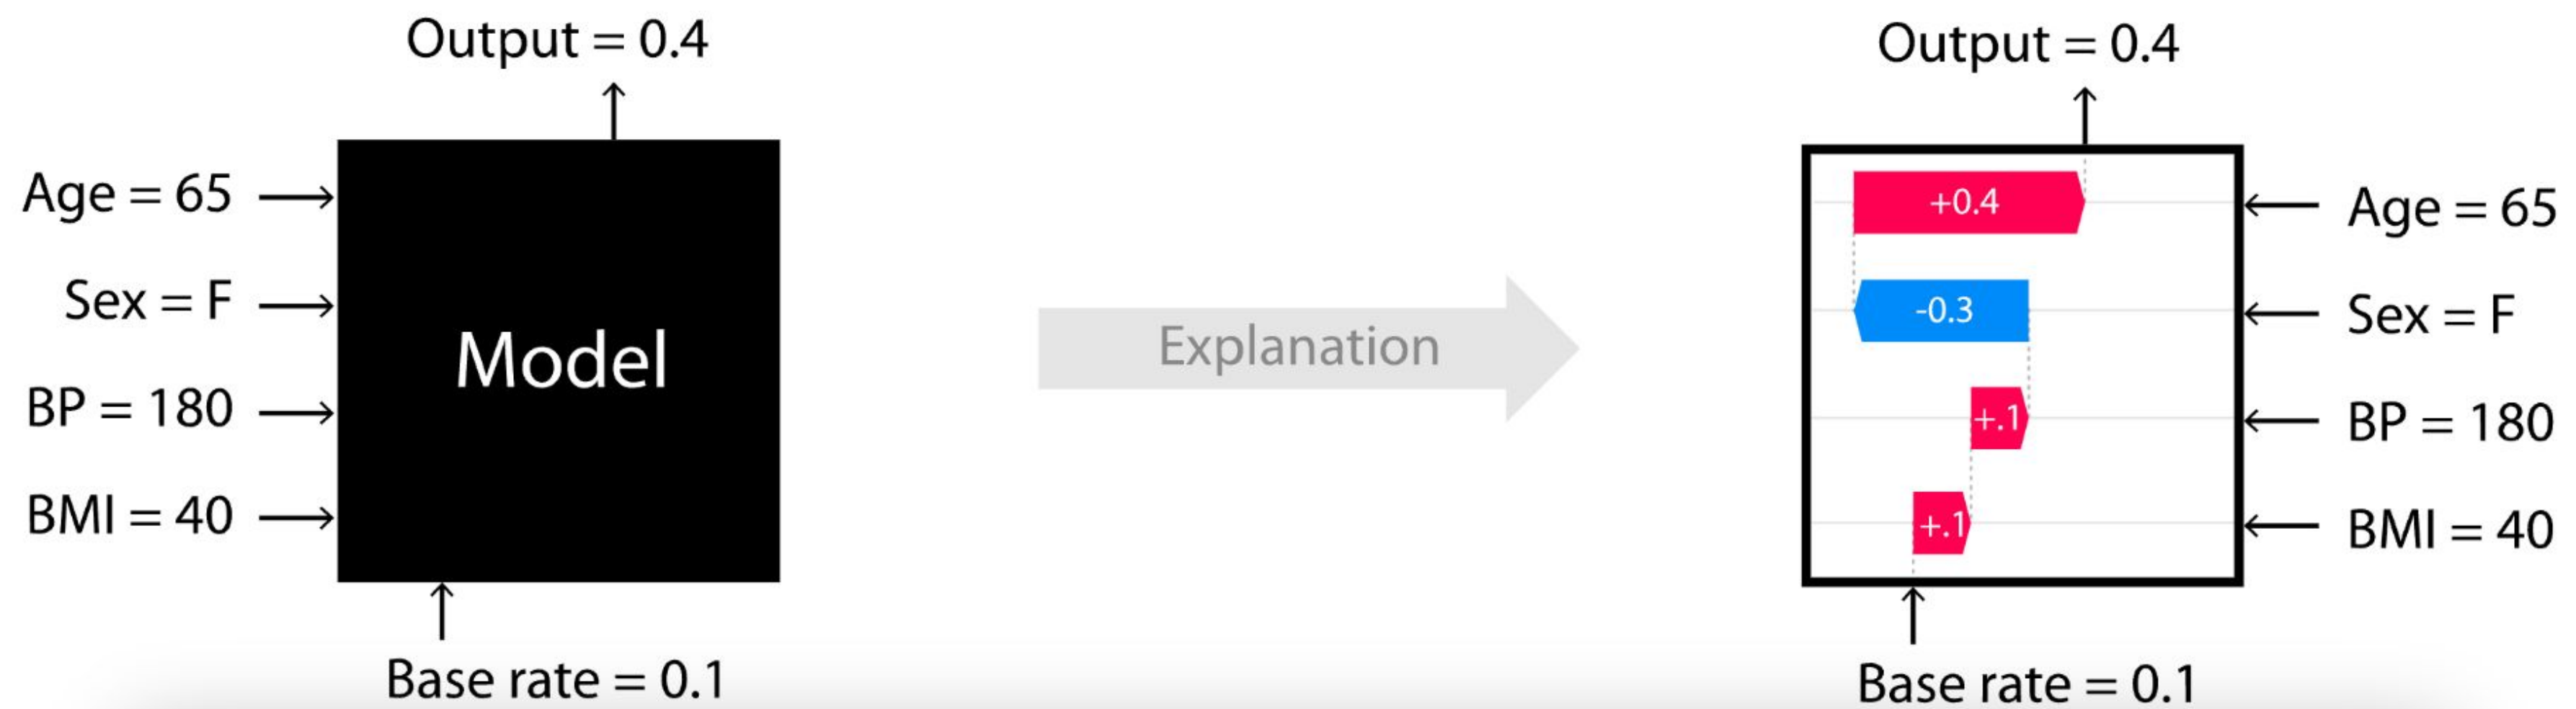 Output = 0.4
Age = 65
Sex = F
BP = 180
BMI = 40
Model
Base rate = 0.1
Explanation
Output = 0.4
+0.4
-0.3
+.1
+.1
Age = 65
Sex = F
BP = 180
BMI = 40
Base rate = 0.1